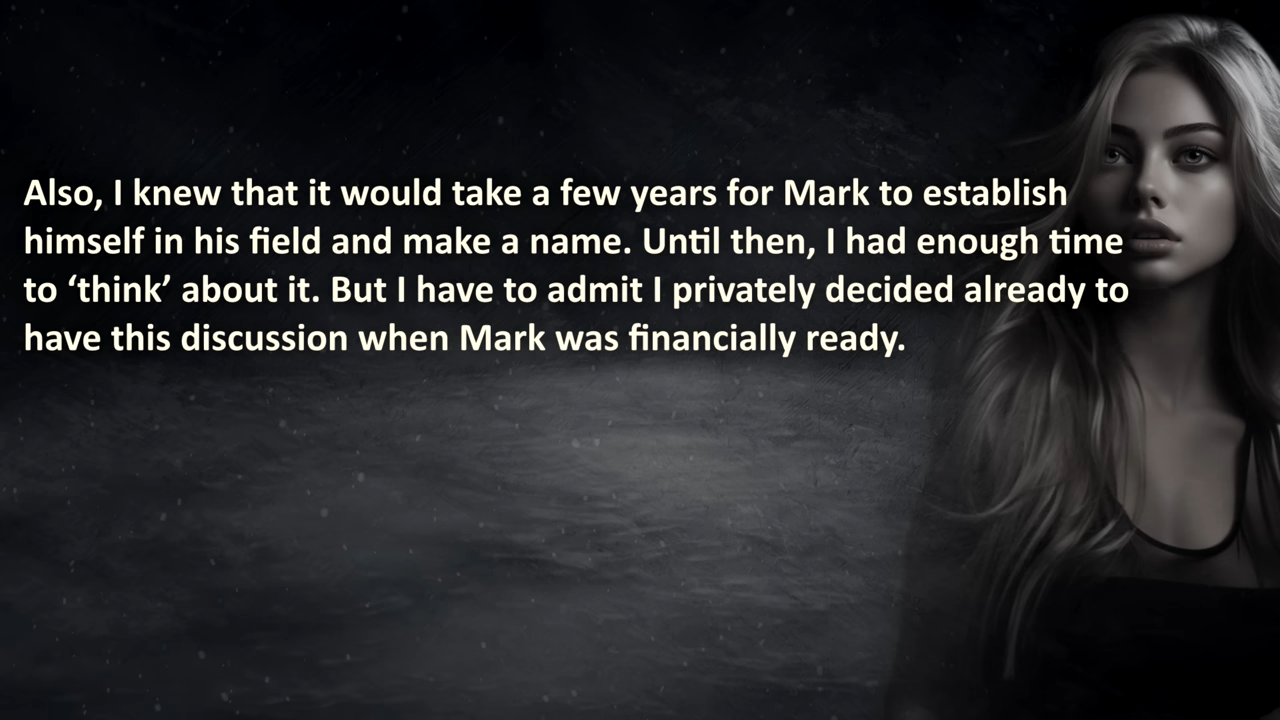 Also, I knew that it would take a few years for Mark to establish
himself in his field and make a name. Until then, I had enough time
to ‘think’ about it. But I have to admit I privately decided already to
have this discussion when Mark was financially ready.